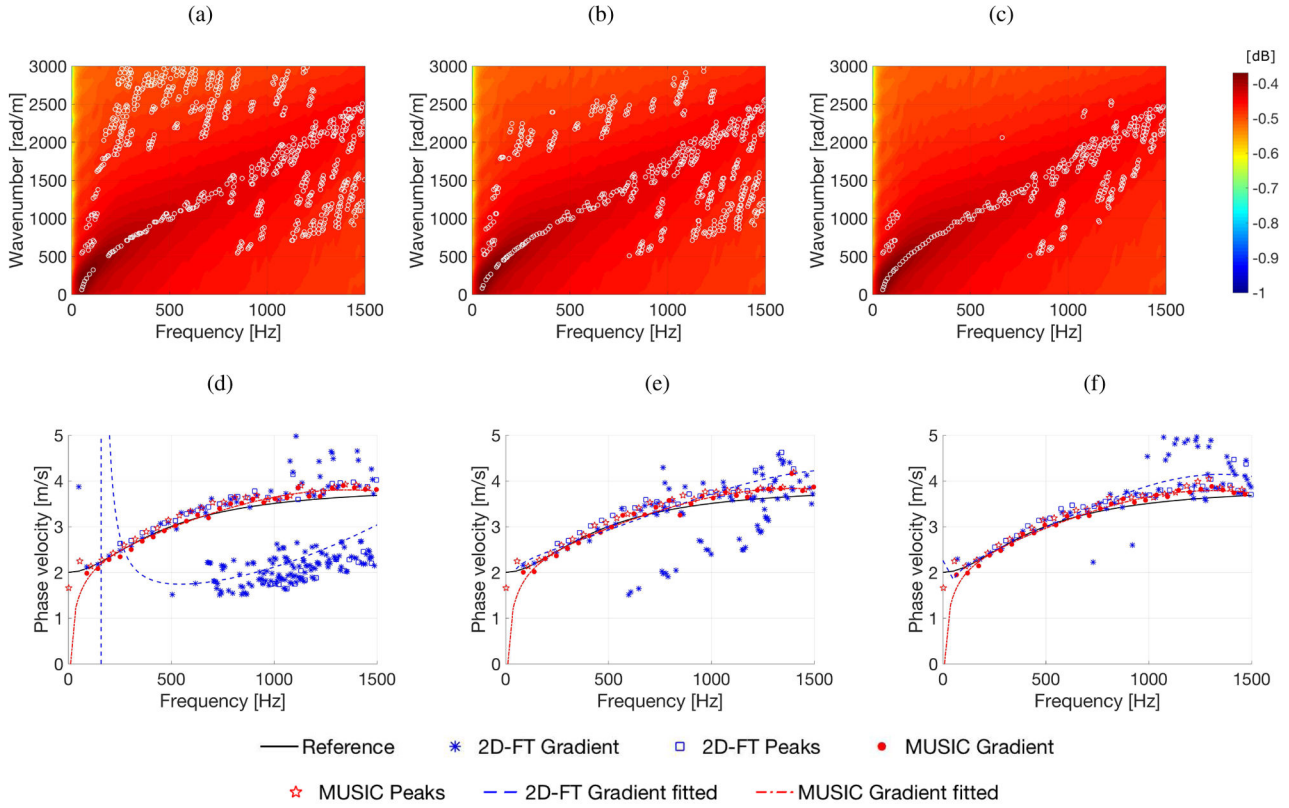 (a) (b) (c)
[dB]
3000 3000 3000
-0.4
2500 2500 2500
-0.5
2000 2000 2000
-0.6
1500 1500 1500
-0.7
1000 1000 1000
-0.8
500 500 500
-0.9
0 0 0
-1
Wavenumber [rad/m] Wavenumber [rad/m] Wavenumber [rad/m]
0 500 1000 1500 0 500 1000 1500 0 500 1000 1500
Frequency [Hz] Frequency [Hz] Frequency [Hz]
(d) (e) (f)
5 5 5
4 4 4
3 3 3
2 2 2
1 1 1
0 0 0
Phase velocity [m/s] Phase velocity [m/s] Phase velocity [m/s]
0 500 1000 1500 0 500 1000 1500 0 500 1000 1500
Frequency [Hz] Frequency [Hz] Frequency [Hz]
Reference 2D-FT Gradient 2D-FT Peaks MUSIC Gradient
MUSIC Peaks 2D-FT Gradient fitted MUSIC Gradient fitted